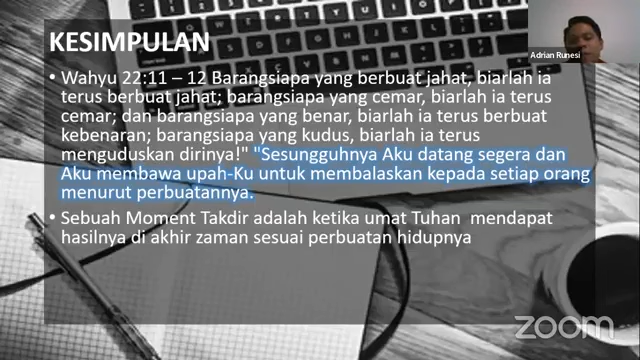 KESIMPULAN
Adrian Runesi
• Wahyu 22:11 – 12 Barangsiapa yang berbuat jahat, biarlah ia
terus berbuat jahat; barangsiapa yang cemar, biarlah ia terus
cemar; dan barangsiapa yang benar, biarlah ia terus berbuat
kebenaran; barangsiapa yang kudus, biarlah ia terus
menguduskan dirinya!" "Sesungguhnya Aku datang segera dan
Aku membawa upah-Ku untuk membalaskan kepada setiap orang
menurut perbuatannya.
• Sebuah Moment Takdir adalah ketika umat Tuhan mendapat
hasilnya di akhir zaman sesuai perbuatan hidupnya
zoom